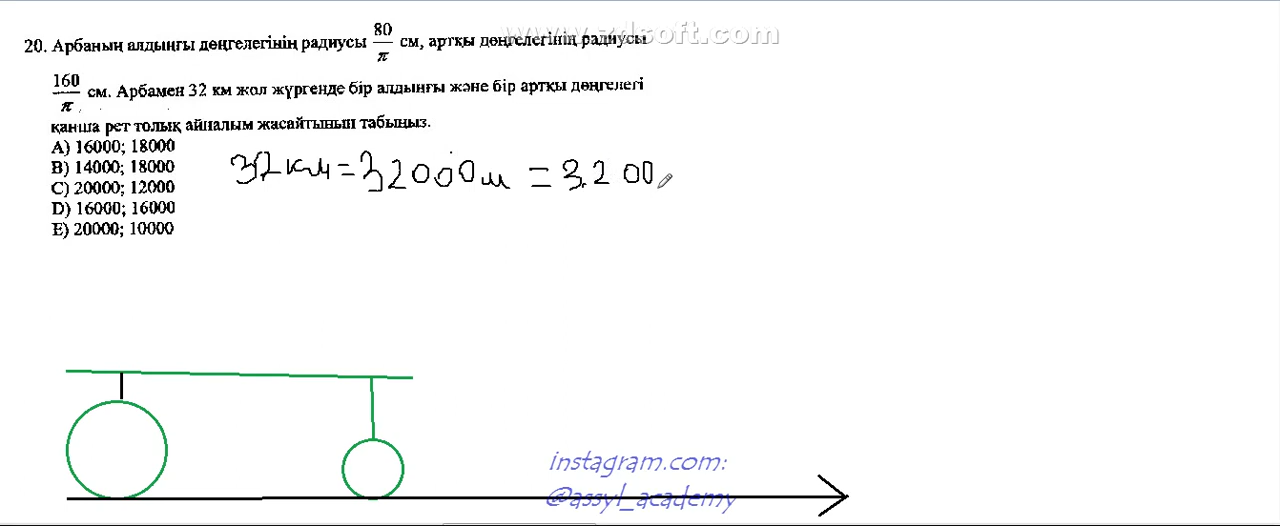 www.zdsoft.com
20. Арбаның алдыңғы дөңгелегінің радиусы 80/π см, артқы дөңгелегінің радиусы
160/π см. Арбамен 32 км жол жүргенде бір алдыңғы және бір артқы дөңгелегі
қанша рет толық айналым жасайтынын табыңыз.
A) 16000; 18000
B) 14000; 18000
C) 20000; 12000
D) 16000; 16000
E) 20000; 10000
32км = 32000м = 3200
instagram.com:
@assyl_academy